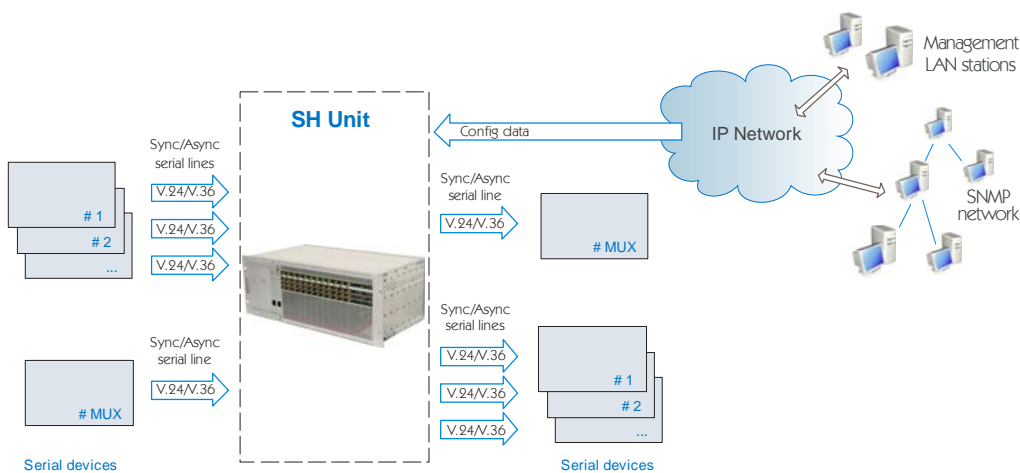 Management
LAN stations
SH Unit
Config data
IP Network
Sync/Async
serial lines
V.24/V.36
V.24/V.36
V.24/V.36
# 1
# 2
...
Sync/Async
serial line
V.24/V.36
# MUX
SNMP
network
Sync/Async
serial line
V.24/V.36
# MUX
Sync/Async
serial lines
V.24/V.36
V.24/V.36
V.24/V.36
# 1
# 2
...
Serial devices
Serial devices